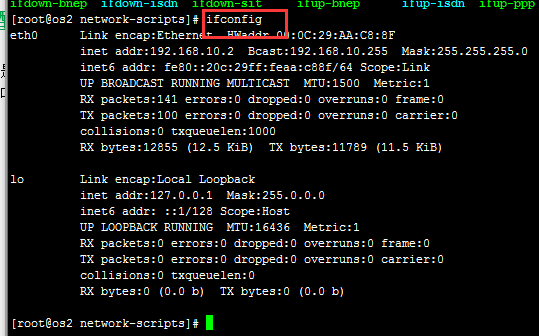 ifdown-bnep ifdown-isdn ifdown-sit ifup-bnep ifup-isdn ifup-ppp
[root@os2 network-scripts]# ifconfig
eth0 Link encap:Ethernet HWaddr 00:0C:29:AA:C8:8F
inet addr:192.168.10.2 Bcast:192.168.10.255 Mask:255.255.255.0
inet6 addr: fe80::20c:29ff:feaa:c88f/64 Scope:Link
UP BROADCAST RUNNING MULTICAST MTU:1500 Metric:1
RX packets:141 errors:0 dropped:0 overruns:0 frame:0
TX packets:100 errors:0 dropped:0 overruns:0 carrier:0
collisions:0 txqueuelen:1000
RX bytes:12855 (12.5 KiB) TX bytes:11789 (11.5 KiB)
lo Link encap:Local Loopback
inet addr:127.0.0.1 Mask:255.0.0.0
inet6 addr: ::1/128 Scope:Host
UP LOOPBACK RUNNING MTU:16436 Metric:1
RX packets:0 errors:0 dropped:0 overruns:0 frame:0
TX packets:0 errors:0 dropped:0 overruns:0 carrier:0
collisions:0 txqueuelen:0
RX bytes:0 (0.0 b) TX bytes:0 (0.0 b)
[root@os2 network-scripts]#